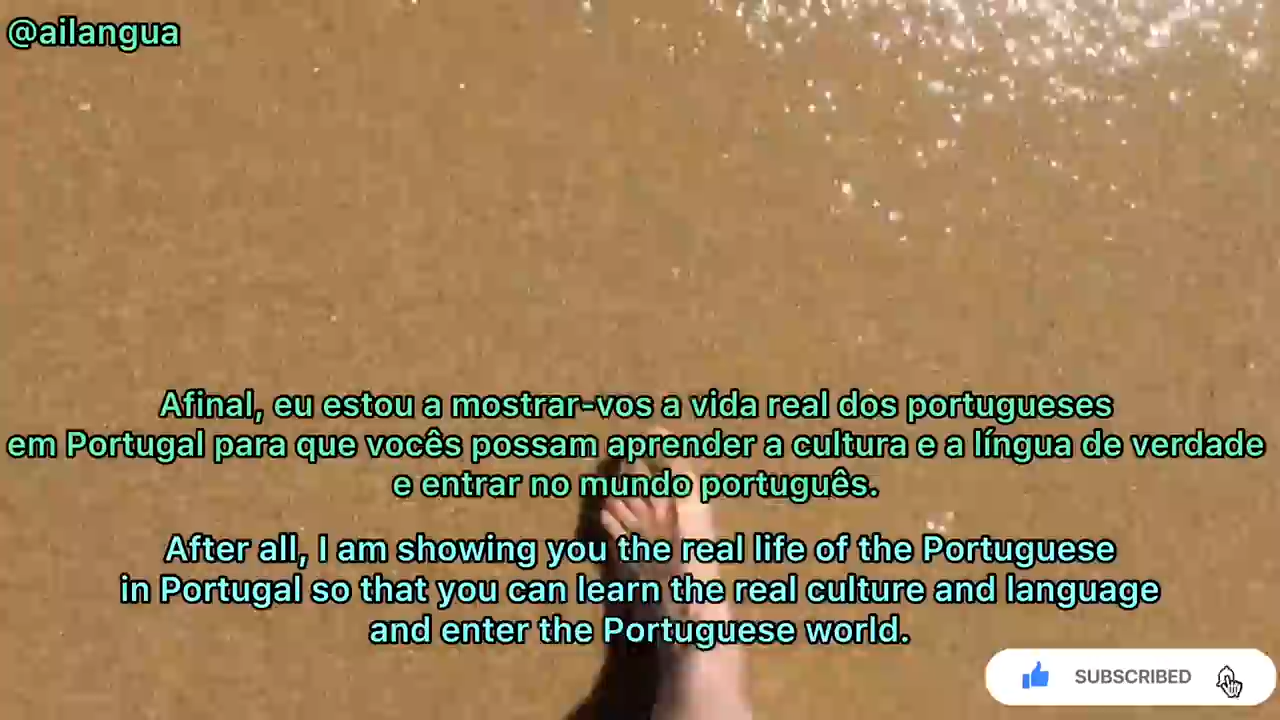 @ailangua
Afinal, eu estou a mostrar-vos a vida real dos portugueses
em Portugal para que vocês possam aprender a cultura e a língua de verdade
e entrar no mundo português.
After all, I am showing you the real life of the Portuguese
in Portugal so that you can learn the real culture and language
and enter the Portuguese world.
SUBSCRIBED